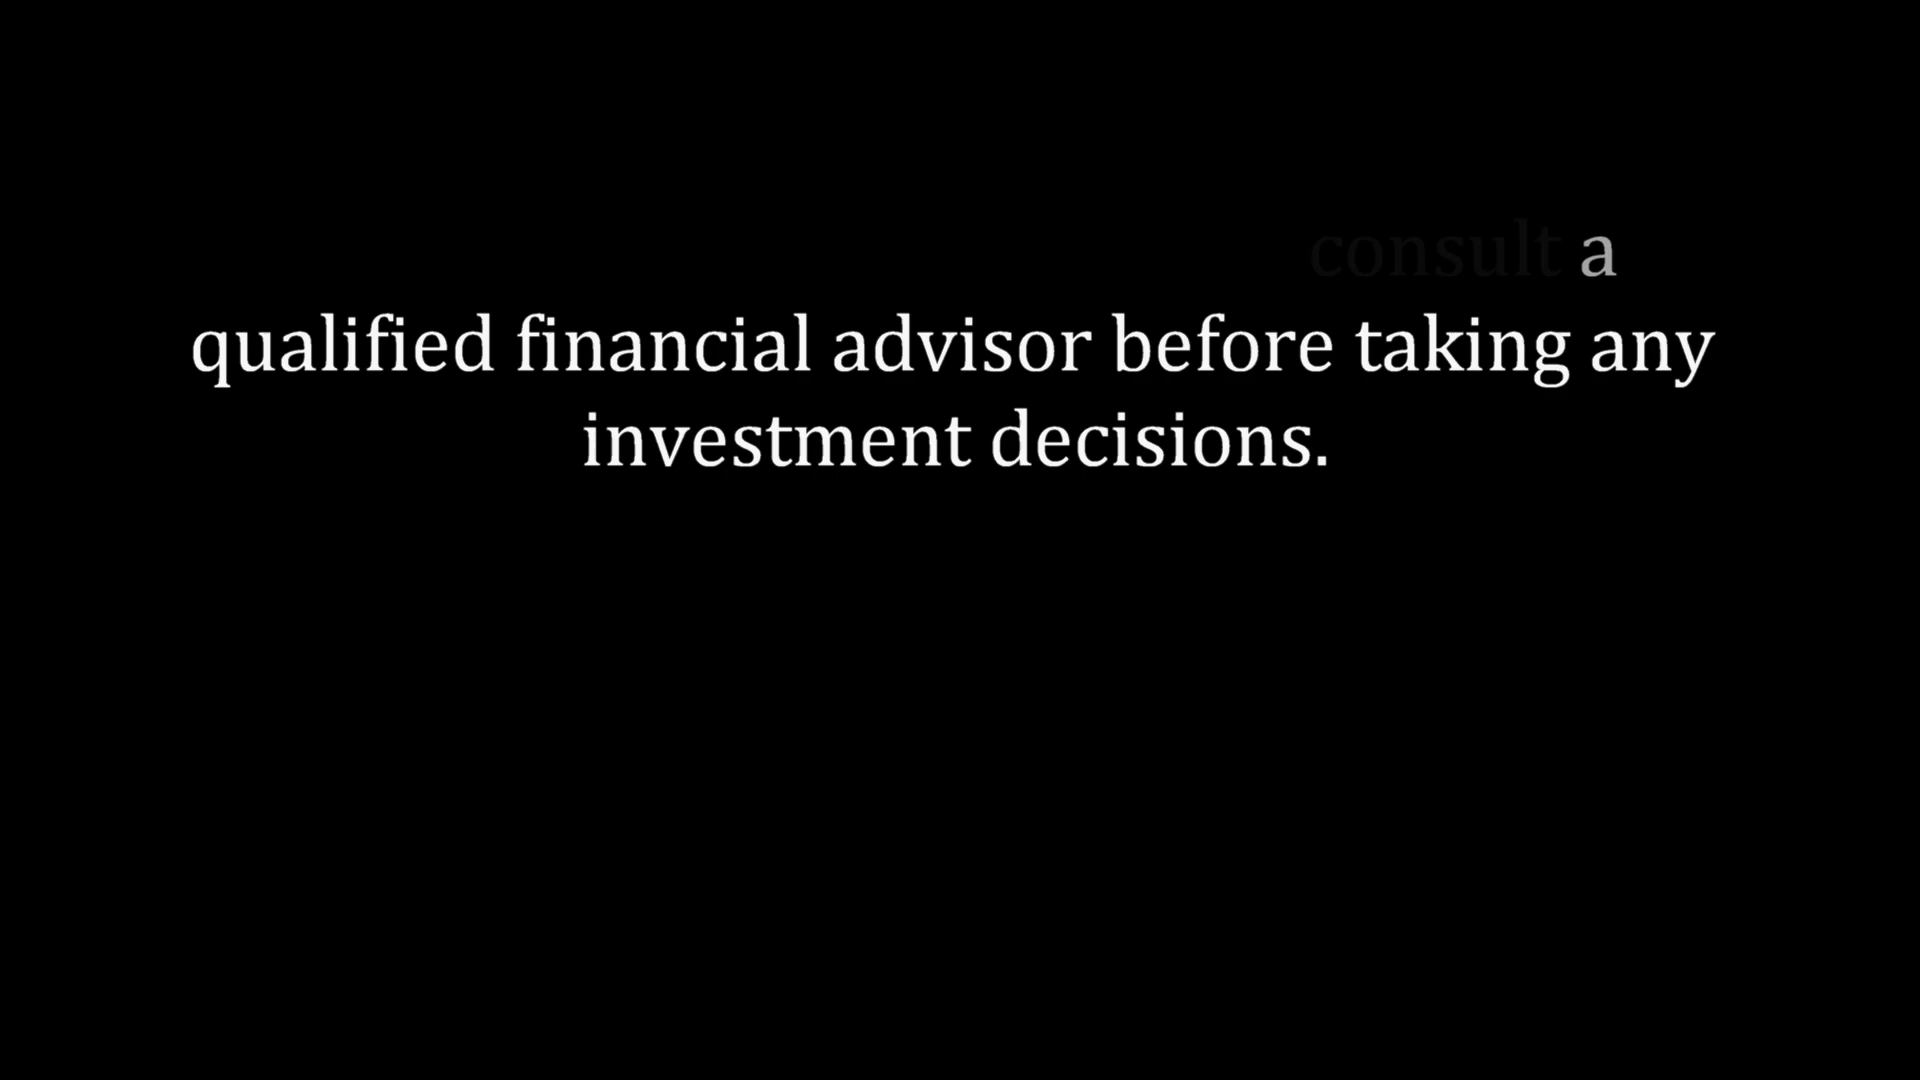 consult a
qualified financial advisor before taking any
investment decisions.